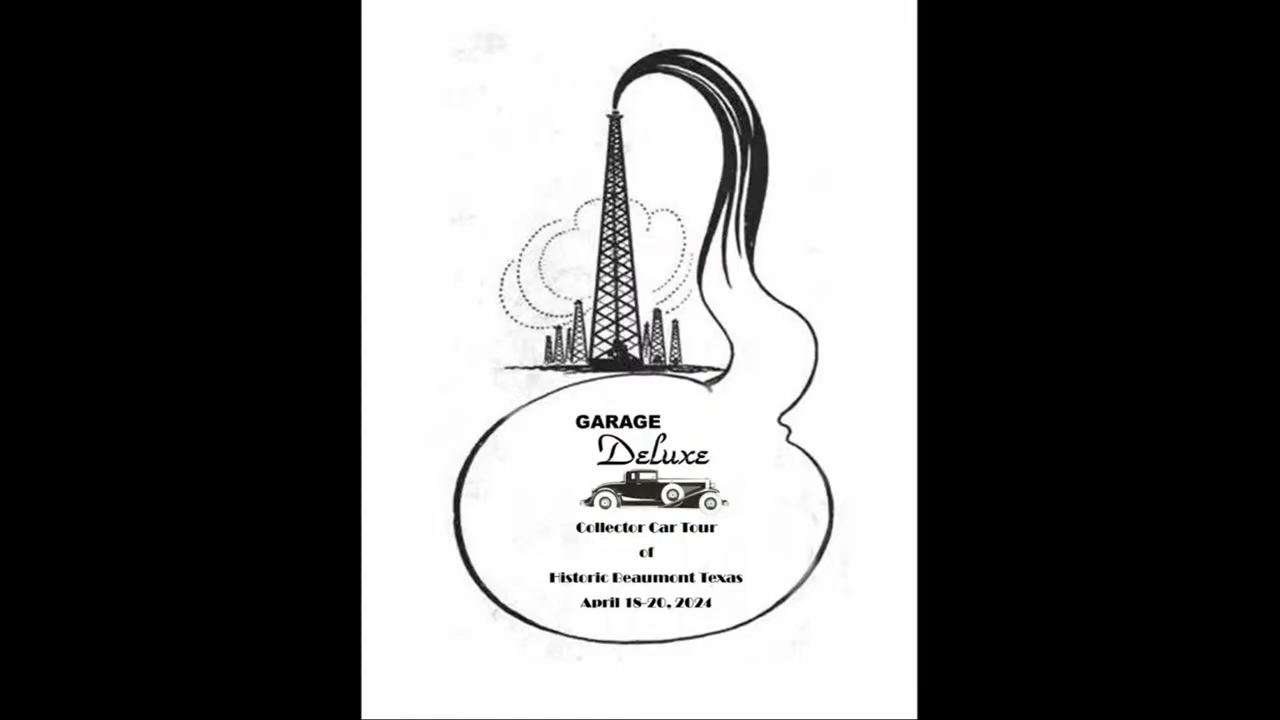 GARAGE
Deluxe
Collector Car Tour
of
Historic Beaumont Texas
April 18-20, 2024